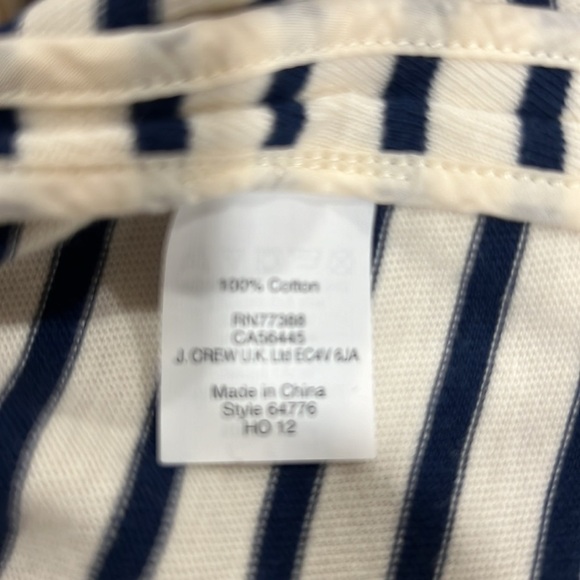 100% Cotton
RN77388
CA56445
J. CREW U.K. Ltd EC4V 6JA
Made in China
Style 64776
HO 12